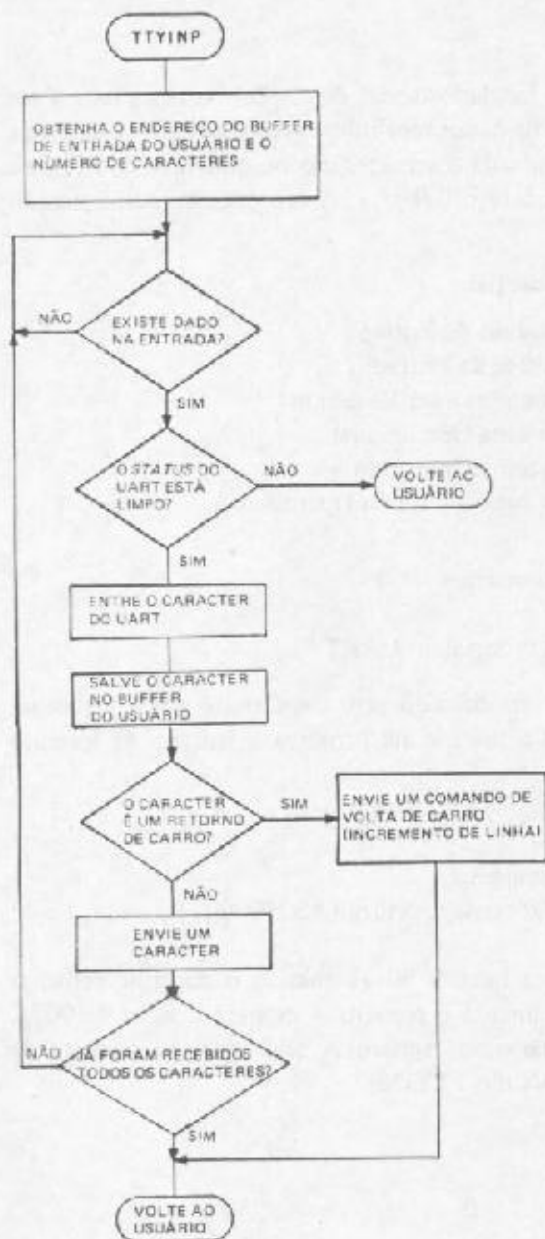 TTYINP
OBTENHA O ENDEREÇO DO BUFFER
DE ENTRADA DO USUÁRIO E O
NÚMERO DE CARACTERES
NÃO
EXISTE DADO
NA ENTRADA?
SIM
O STATUS DO
UART ESTÁ
LIMPO?
NÃO
VOLTE AO
USUÁRIO
SIM
ENTRE O CARACTER
DO UART
SALVE O CARACTER
NO BUFFER
DO USUÁRIO
O CARACTER
É UM RETORNO
DE CARRO?
SIM
ENVIE UM COMANDO DE
VOLTA DE CARRO
(INCREMENTO DE LINHA)
NÃO
ENVIE UM
CARACTER
NÃO
JÁ FORAM RECEBIDOS
TODOS OS CARACTERES?
SIM
VOLTE AO
USUÁRIO